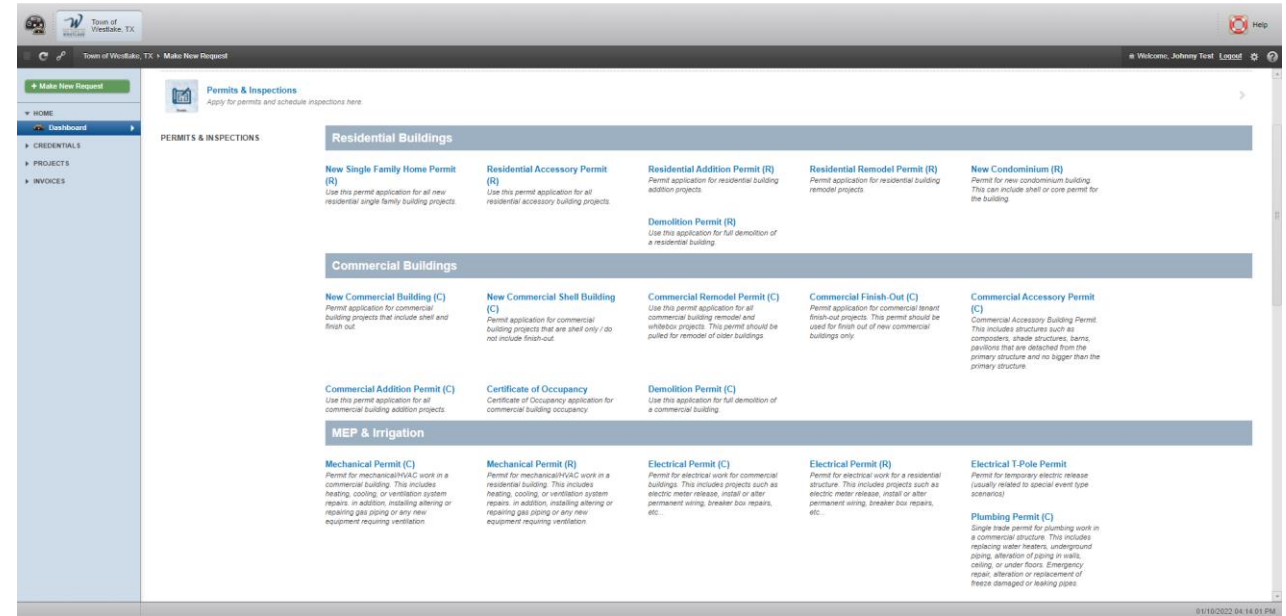 Town of
Westlake, TX
Help
Town of Westlake, TX › Make New Request
Welcome, Johnny Test Logout
+ Make New Request
HOME
Dashboard
CREDENTIALS
PROJECTS
INVOICES
Permits & Inspections
Apply for permits and schedule inspections here.
PERMITS & INSPECTIONS
Residential Buildings
New Single Family Home Permit
(R)
Use this permit application for all new
residential single family building projects.
Residential Accessory Permit
(R)
Use this permit application for all
residential accessory building projects.
Residential Addition Permit (R)
Permit application for residential building
addition projects.
Residential Remodel Permit (R)
Permit application for residential building
remodel projects.
New Condominium (R)
Permit for new condominium building.
This can include shell or core permit for
the building.
Demolition Permit (R)
Use this application for full demolition of
a residential building.
Commercial Buildings
New Commercial Building (C)
Permit application for commercial
building projects that include shell and
finish out.
New Commercial Shell Building
(C)
Permit application for commercial
building projects that are shell only / do
not include finish-out.
Commercial Remodel Permit (C)
Use this permit application for all
commercial building remodel and
whitebox projects. This permit should be
pulled for remodel of older buildings.
Commercial Finish-Out (C)
Permit application for commercial tenant
finish-out projects. This permit should be
used for finish out of new commercial
buildings only.
Commercial Accessory Permit
(C)
Commercial Accessory Building Permit.
This includes structures such as
composters, shade structures, barns,
pavilions that are detached from the
primary structure and no bigger than the
primary structure.
Commercial Addition Permit (C)
Use this permit application for all
commercial building addition projects.
Certificate of Occupancy
Certificate of Occupancy application for
commercial building occupancy.
Demolition Permit (C)
Use this application for full demolition of
a commercial building.
MEP & Irrigation
Mechanical Permit (C)
Permit for mechanical/HVAC work in a
commercial building. This includes
heating, cooling, or ventilation system
repairs. in addition, installing altering or
repairing gas piping or any new
equipment requiring ventilation.
Mechanical Permit (R)
Permit for mechanical/HVAC work in a
residential building. This includes
heating, cooling, or ventilation system
repairs. in addition, installing altering or
repairing gas piping or any new
equipment requiring ventilation.
Electrical Permit (C)
Permit for electrical work for commercial
buildings. This includes projects such as
electric meter release, install or alter
permanent wiring, breaker box repairs,
etc...
Electrical Permit (R)
Permit for electrical work for a residential
structure. This includes projects such as
electric meter release, install or alter
permanent wiring, breaker box repairs,
etc...
Electrical T-Pole Permit
Permit for temporary electric release
(usually related to special event type
scenarios)
Plumbing Permit (C)
Single trade permit for plumbing work in
a commercial structure. This includes
replacing water heaters, underground
piping, alteration of piping in walls,
ceiling, or under floors. Emergency
repair, alteration or replacement of
freeze damaged or leaking pipes.
01/10/2022 04:14:01 PM